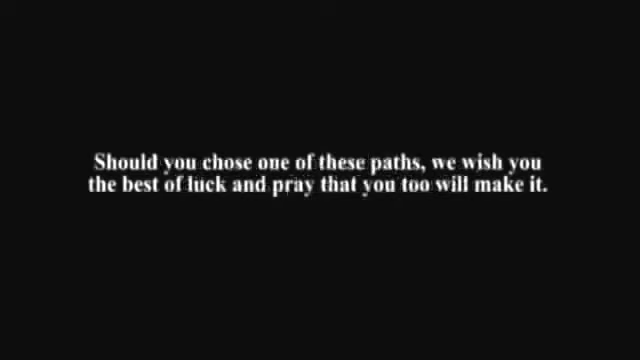 Should you chose one of these paths, we wish you
the best of luck and pray that you too will make it.